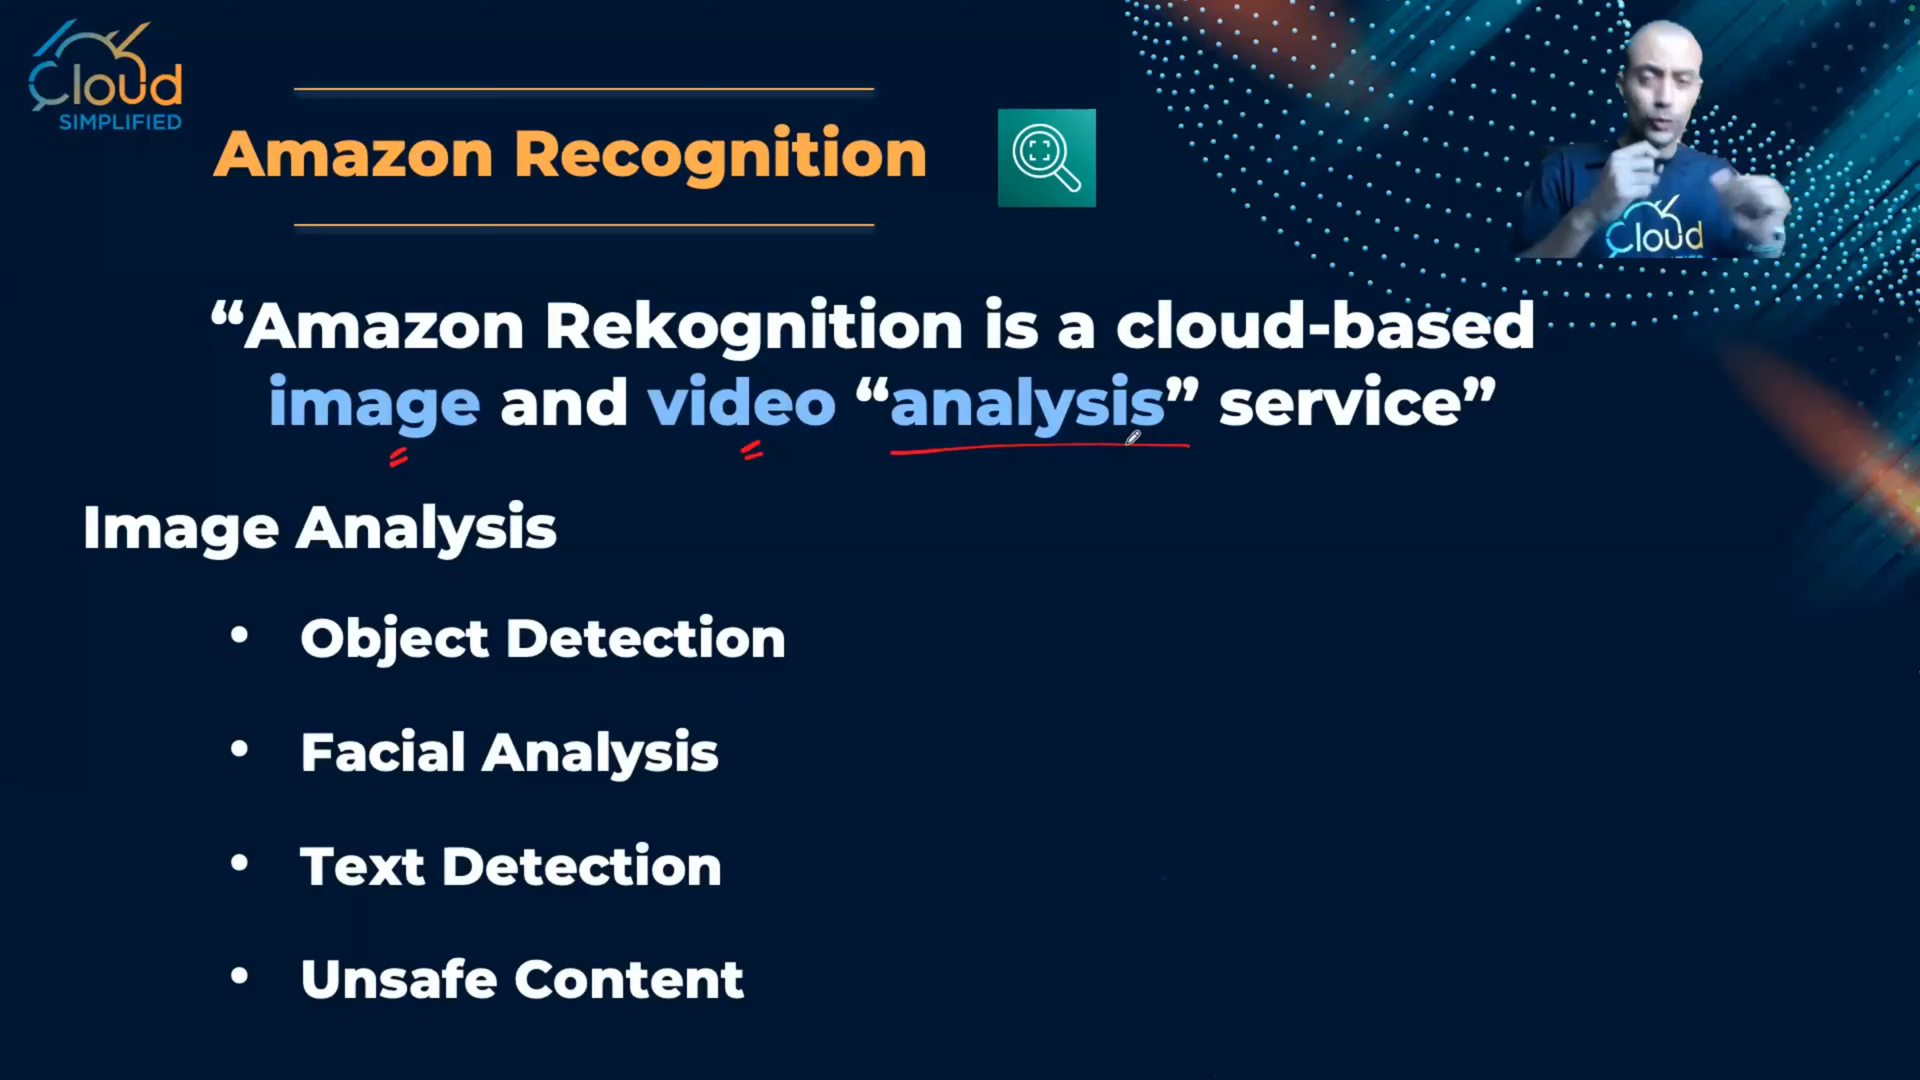 Cloud
SIMPLIFIED
Amazon Recognition
Cloud
“Amazon Rekognition is a cloud-based
image and video “analysis” service”
Image Analysis
• Object Detection
• Facial Analysis
• Text Detection
• Unsafe Content